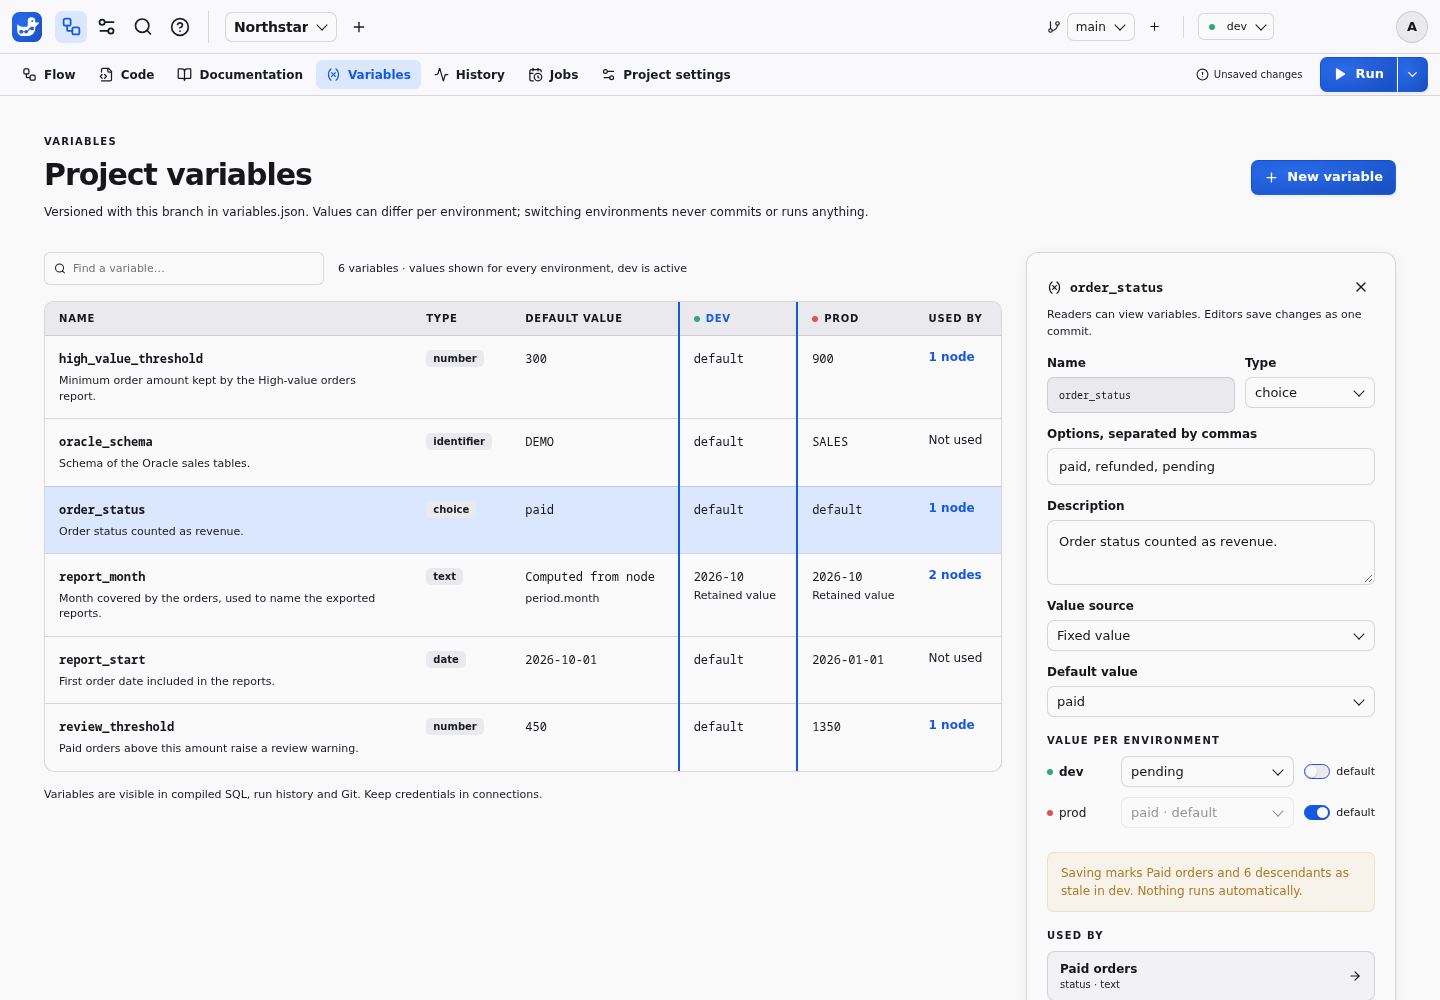 Northstar
main
dev
A
Flow
Code
Documentation
Variables
History
Jobs
Project settings
Unsaved changes
Run
VARIABLES
Project variables
New variable
Versioned with this branch in variables.json. Values can differ per environment; switching environments never commits or runs anything.
Find a variable...
6 variables · values shown for every environment, dev is active
NAME TYPE DEFAULT VALUE DEV PROD USED BY
high_value_threshold number 300 default 900 1 node
Minimum order amount kept by the High-value orders
report.
oracle_schema identifier DEMO default SALES Not used
Schema of the Oracle sales tables.
order_status choice paid default default 1 node
Order status counted as revenue.
report_month text Computed from node 2026-10 2026-10 2 nodes
Month covered by the orders, used to name the exported period.month Retained value Retained value
reports.
report_start date 2026-10-01 default 2026-01-01 Not used
First order date included in the reports.
review_threshold number 450 default 1350 1 node
Paid orders above this amount raise a review warning.
Variables are visible in compiled SQL, run history and Git. Keep credentials in connections.
(x) order_status
Readers can view variables. Editors save changes as one
commit.
Name Type
order_status choice
Options, separated by commas
paid, refunded, pending
Description
Order status counted as revenue.
Value source
Fixed value
Default value
paid
VALUE PER ENVIRONMENT
dev pending default
prod paid · default default
Saving marks Paid orders and 6 descendants as
stale in dev. Nothing runs automatically.
USED BY
Paid orders
status · text